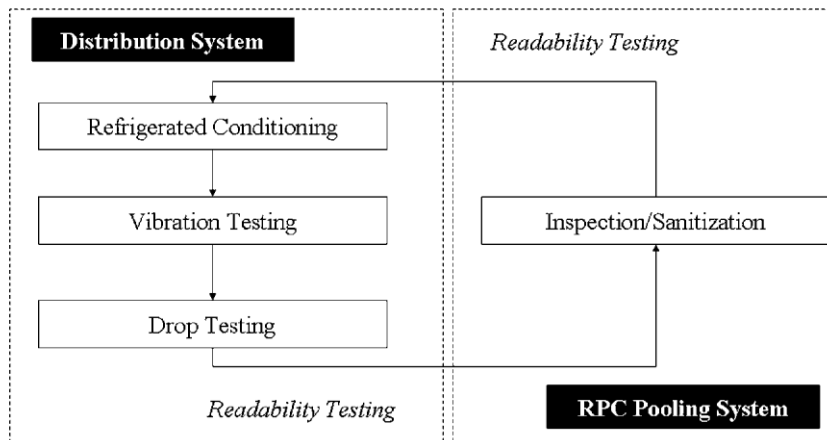 Distribution System
Readability Testing
Refrigerated Conditioning
Vibration Testing
Inspection/Sanitization
Drop Testing
Readability Testing
RPC Pooling System